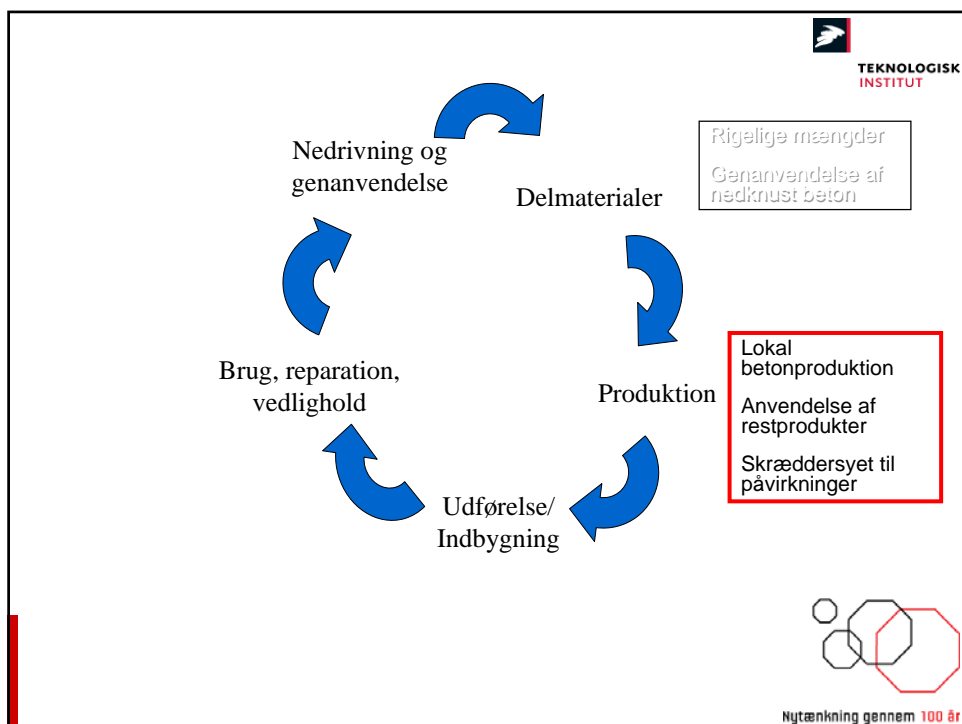 TEKNOLOGISK
INSTITUT
Nedrivning og
genanvendelse
Delmaterialer
Rigelige mængder
Genanvendelse af
nedknust beton
Brug, reparation,
vedlighold
Produktion
Lokal
betonproduktion
Anvendelse af
restprodukter
Skræddersyet til
påvirkninger
Udførelse/
Indbygning
Nytænkning gennem 100 år